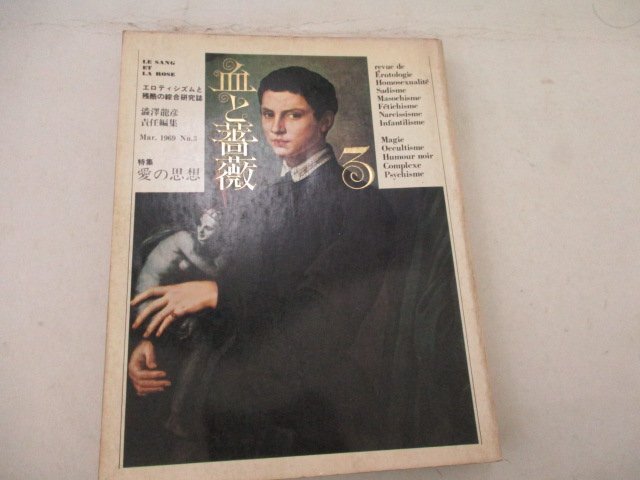 LE SANG
ET
LA ROSE
エロティシズムと
残酷の綜合研究誌
澁澤龍彦
責任編集
Mar. 1969 No.3
特集
愛の思想
血と薔薇
3
revue de
Érotologie
Homosexualité
Sadisme
Masochisme
Fétichisme
Narcissisme
Infantilisme
Magie
Occultisme
Humour noir
Complexe
Psychisme